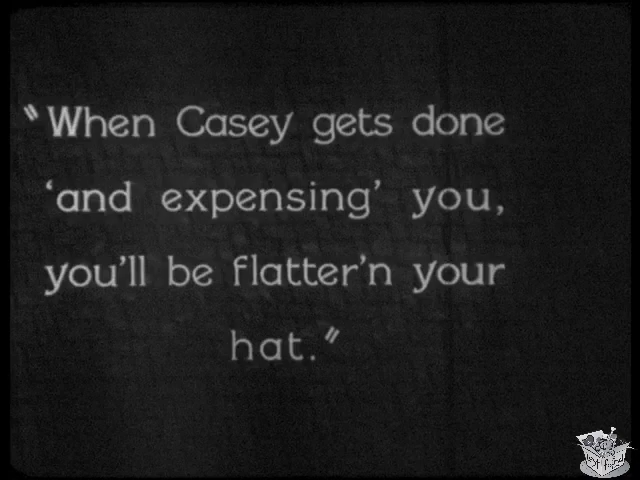 "When Casey gets done
‘and expensing’ you,
you'll be flatter'n your
hat."